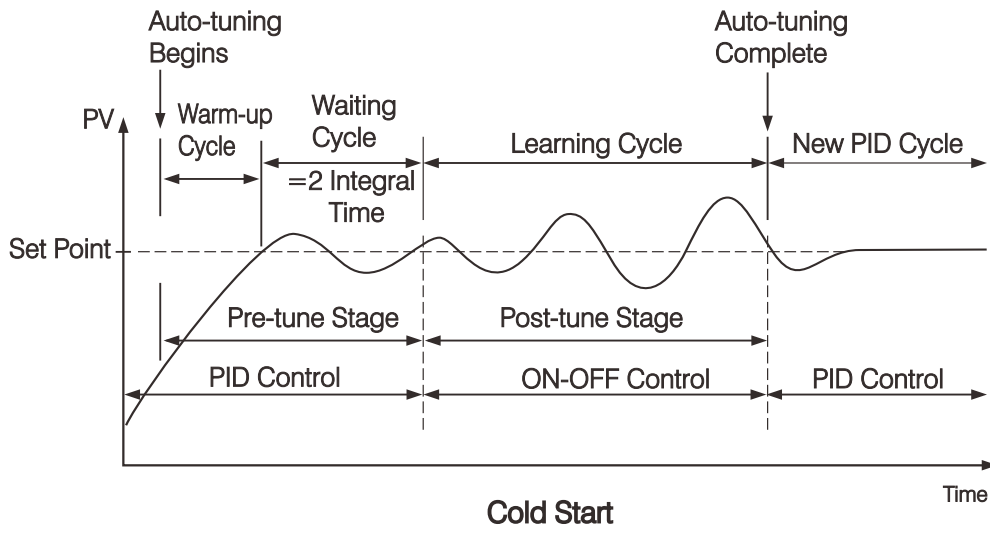 Auto-tuning
Begins
Auto-tuning
Complete
PV
Warm-up
Cycle
Waiting
Cycle
=2 Integral
Time
Learning Cycle
New PID Cycle
Set Point
Pre-tune Stage
Post-tune Stage
PID Control
ON-OFF Control
PID Control
Time
Cold Start